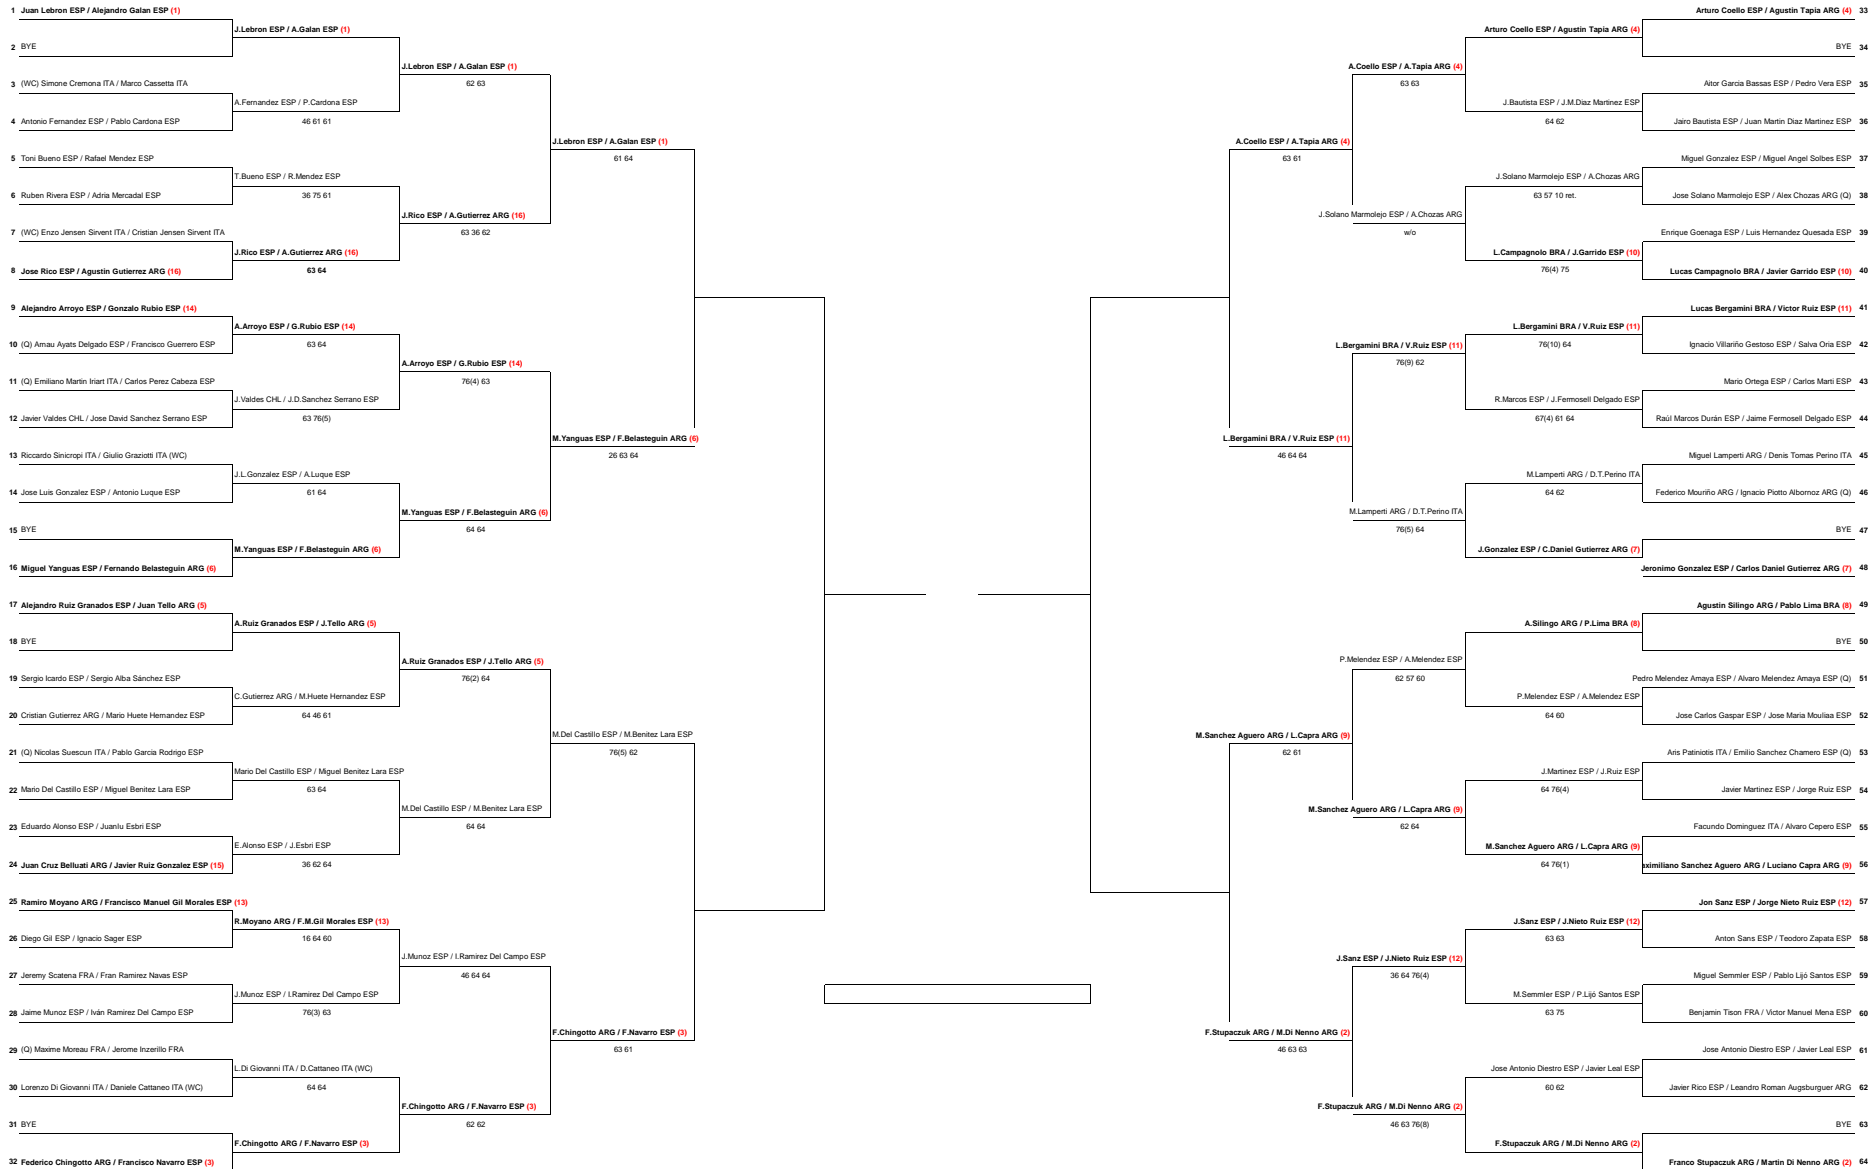 1 Juan Lebron ESP / Alejandro Galan ESP (1)
J.Lebron ESP / A.Galan ESP (1)
2 BYE
J.Lebron ESP / A.Galan ESP (1)
62 63
3 (WC) Simone Cremona ITA / Marco Cassetta ITA
A.Fernandez ESP / P.Cardona ESP
46 61 61
4 Antonio Fernandez ESP / Pablo Cardona ESP
J.Lebron ESP / A.Galan ESP (1)
61 64
5 Toni Bueno ESP / Rafael Mendez ESP
T.Bueno ESP / R.Mendez ESP
36 75 61
6 Ruben Rivera ESP / Adria Mercadal ESP
J.Rico ESP / A.Gutierrez ARG (16)
63 36 62
7 (WC) Enzo Jensen Sirvent ITA / Cristian Jensen Sirvent ITA
J.Rico ESP / A.Gutierrez ARG (16)
63 64
8 Jose Rico ESP / Agustin Gutierrez ARG (16)
9 Alejandro Arroyo ESP / Gonzalo Rubio ESP (14)
A.Arroyo ESP / G.Rubio ESP (14)
63 64
10 (Q) Arnau Ayats Delgado ESP / Francisco Guerrero ESP
A.Arroyo ESP / G.Rubio ESP (14)
76(4) 63
11 (Q) Emiliano Martin Iriart ITA / Carlos Perez Cabeza ESP
J.Valdes CHL / J.D.Sanchez Serrano ESP
63 76(5)
12 Javier Valdes CHL / Jose David Sanchez Serrano ESP
M.Yanguas ESP / F.Belasteguin ARG (6)
26 63 64
13 Riccardo Sinicropi ITA / Giulio Graziotti ITA (WC)
J.L.Gonzalez ESP / A.Luque ESP
61 64
14 Jose Luis Gonzalez ESP / Antonio Luque ESP
M.Yanguas ESP / F.Belasteguin ARG (6)
64 64
15 BYE
M.Yanguas ESP / F.Belasteguin ARG (6)
16 Miguel Yanguas ESP / Fernando Belasteguin ARG (6)
17 Alejandro Ruiz Granados ESP / Juan Tello ARG (5)
A.Ruiz Granados ESP / J.Tello ARG (5)
18 BYE
A.Ruiz Granados ESP / J.Tello ARG (5)
76(2) 64
19 Sergio Icardo ESP / Sergio Alba Sánchez ESP
C.Gutierrez ARG / M.Huete Hernandez ESP
64 46 61
20 Cristian Gutierrez ARG / Mario Huete Hernandez ESP
M.Del Castillo ESP / M.Benitez Lara ESP
76(5) 62
21 (Q) Nicolas Suescun ITA / Pablo Garcia Rodrigo ESP
Mario Del Castillo ESP / Miguel Benitez Lara ESP
63 64
22 Mario Del Castillo ESP / Miguel Benitez Lara ESP
M.Del Castillo ESP / M.Benitez Lara ESP
64 64
23 Eduardo Alonso ESP / Juanlu Esbri ESP
E.Alonso ESP / J.Esbri ESP
36 62 64
24 Juan Cruz Belluati ARG / Javier Ruiz Gonzalez ESP (15)
25 Ramiro Moyano ARG / Francisco Manuel Gil Morales ESP (13)
R.Moyano ARG / F.M.Gil Morales ESP (13)
16 64 60
26 Diego Gil ESP / Ignacio Sager ESP
J.Munoz ESP / I.Ramirez Del Campo ESP
46 64 64
27 Jeremy Scatena FRA / Fran Ramirez Navas ESP
J.Munoz ESP / I.Ramirez Del Campo ESP
76(3) 63
28 Jaime Munoz ESP / Iván Ramirez Del Campo ESP
F.Chingotto ARG / F.Navarro ESP (3)
63 61
29 (Q) Maxime Moreau FRA / Jerome Inzerillo FRA
L.Di Giovanni ITA / D.Cattaneo ITA (WC)
64 64
30 Lorenzo Di Giovanni ITA / Daniele Cattaneo ITA (WC)
F.Chingotto ARG / F.Navarro ESP (3)
62 62
31 BYE
F.Chingotto ARG / F.Navarro ESP (3)
32 Federico Chingotto ARG / Francisco Navarro ESP (3)
Arturo Coello ESP / Agustin Tapia ARG (4) 33
Arturo Coello ESP / Agustin Tapia ARG (4)
BYE 34
A.Coello ESP / A.Tapia ARG (4)
63 63
Aitor Garcia Bassas ESP / Pedro Vera ESP 35
J.Bautista ESP / J.M.Diaz Martinez ESP
64 62
Jairo Bautista ESP / Juan Martin Diaz Martinez ESP 36
A.Coello ESP / A.Tapia ARG (4)
63 61
Miguel Gonzalez ESP / Miguel Angel Solbes ESP 37
J.Solano Marmolejo ESP / A.Chozas ARG
63 57 10 ret.
Jose Solano Marmolejo ESP / Alex Chozas ARG (Q) 38
J.Solano Marmolejo ESP / A.Chozas ARG
w/o
Enrique Goenaga ESP / Luis Hernandez Quesada ESP 39
L.Campagnolo BRA / J.Garrido ESP (10)
76(4) 75
Lucas Campagnolo BRA / Javier Garrido ESP (10) 40
Lucas Bergamini BRA / Victor Ruiz ESP (11) 41
L.Bergamini BRA / V.Ruiz ESP (11)
76(10) 64
Ignacio Villariño Gestoso ESP / Salva Oria ESP 42
L.Bergamini BRA / V.Ruiz ESP (11)
76(9) 62
Mario Ortega ESP / Carlos Marti ESP 43
R.Marcos ESP / J.Fermosell Delgado ESP
67(4) 61 64
Raúl Marcos Durán ESP / Jaime Fermosell Delgado ESP 44
L.Bergamini BRA / V.Ruiz ESP (11)
46 64 64
Miguel Lamperti ARG / Denis Tomas Perino ITA 45
M.Lamperti ARG / D.T.Perino ITA
64 62
Federico Mouriño ARG / Ignacio Piotto Albornoz ARG (Q) 46
M.Lamperti ARG / D.T.Perino ITA
76(5) 64
BYE 47
J.Gonzalez ESP / C.Daniel Gutierrez ARG (7)
Jeronimo Gonzalez ESP / Carlos Daniel Gutierrez ARG (7) 48
Agustin Silingo ARG / Pablo Lima BRA (8) 49
A.Silingo ARG / P.Lima BRA (8)
BYE 50
P.Melendez ESP / A.Melendez ESP
62 57 60
Pedro Melendez Amaya ESP / Alvaro Melendez Amaya ESP (Q) 51
P.Melendez ESP / A.Melendez ESP
64 60
Jose Carlos Gaspar ESP / Jose Maria Mouliaa ESP 52
M.Sanchez Aguero ARG / L.Capra ARG (9)
62 61
Aris Patiniotis ITA / Emilio Sanchez Chamero ESP (Q) 53
J.Martinez ESP / J.Ruiz ESP
64 76(4)
Javier Martinez ESP / Jorge Ruiz ESP 54
M.Sanchez Aguero ARG / L.Capra ARG (9)
62 64
Facundo Dominguez ITA / Alvaro Cepero ESP 55
M.Sanchez Aguero ARG / L.Capra ARG (9)
64 76(1)
aximiliano Sanchez Aguero ARG / Luciano Capra ARG (9) 56
Jon Sanz ESP / Jorge Nieto Ruiz ESP (12) 57
J.Sanz ESP / J.Nieto Ruiz ESP (12)
63 63
Anton Sans ESP / Teodoro Zapata ESP 58
J.Sanz ESP / J.Nieto Ruiz ESP (12)
36 64 76(4)
Miguel Semmler ESP / Pablo Lijó Santos ESP 59
M.Semmler ESP / P.Lijó Santos ESP
63 75
Benjamin Tison FRA / Victor Manuel Mena ESP 60
F.Stupaczuk ARG / M.Di Nenno ARG (2)
46 63 63
Jose Antonio Diestro ESP / Javier Leal ESP 61
Jose Antonio Diestro ESP / Javier Leal ESP
60 62
Javier Rico ESP / Leandro Roman Augsburguer ARG 62
F.Stupaczuk ARG / M.Di Nenno ARG (2)
46 63 76(8)
BYE 63
F.Stupaczuk ARG / M.Di Nenno ARG (2)
Franco Stupaczuk ARG / Martin Di Nenno ARG (2) 64